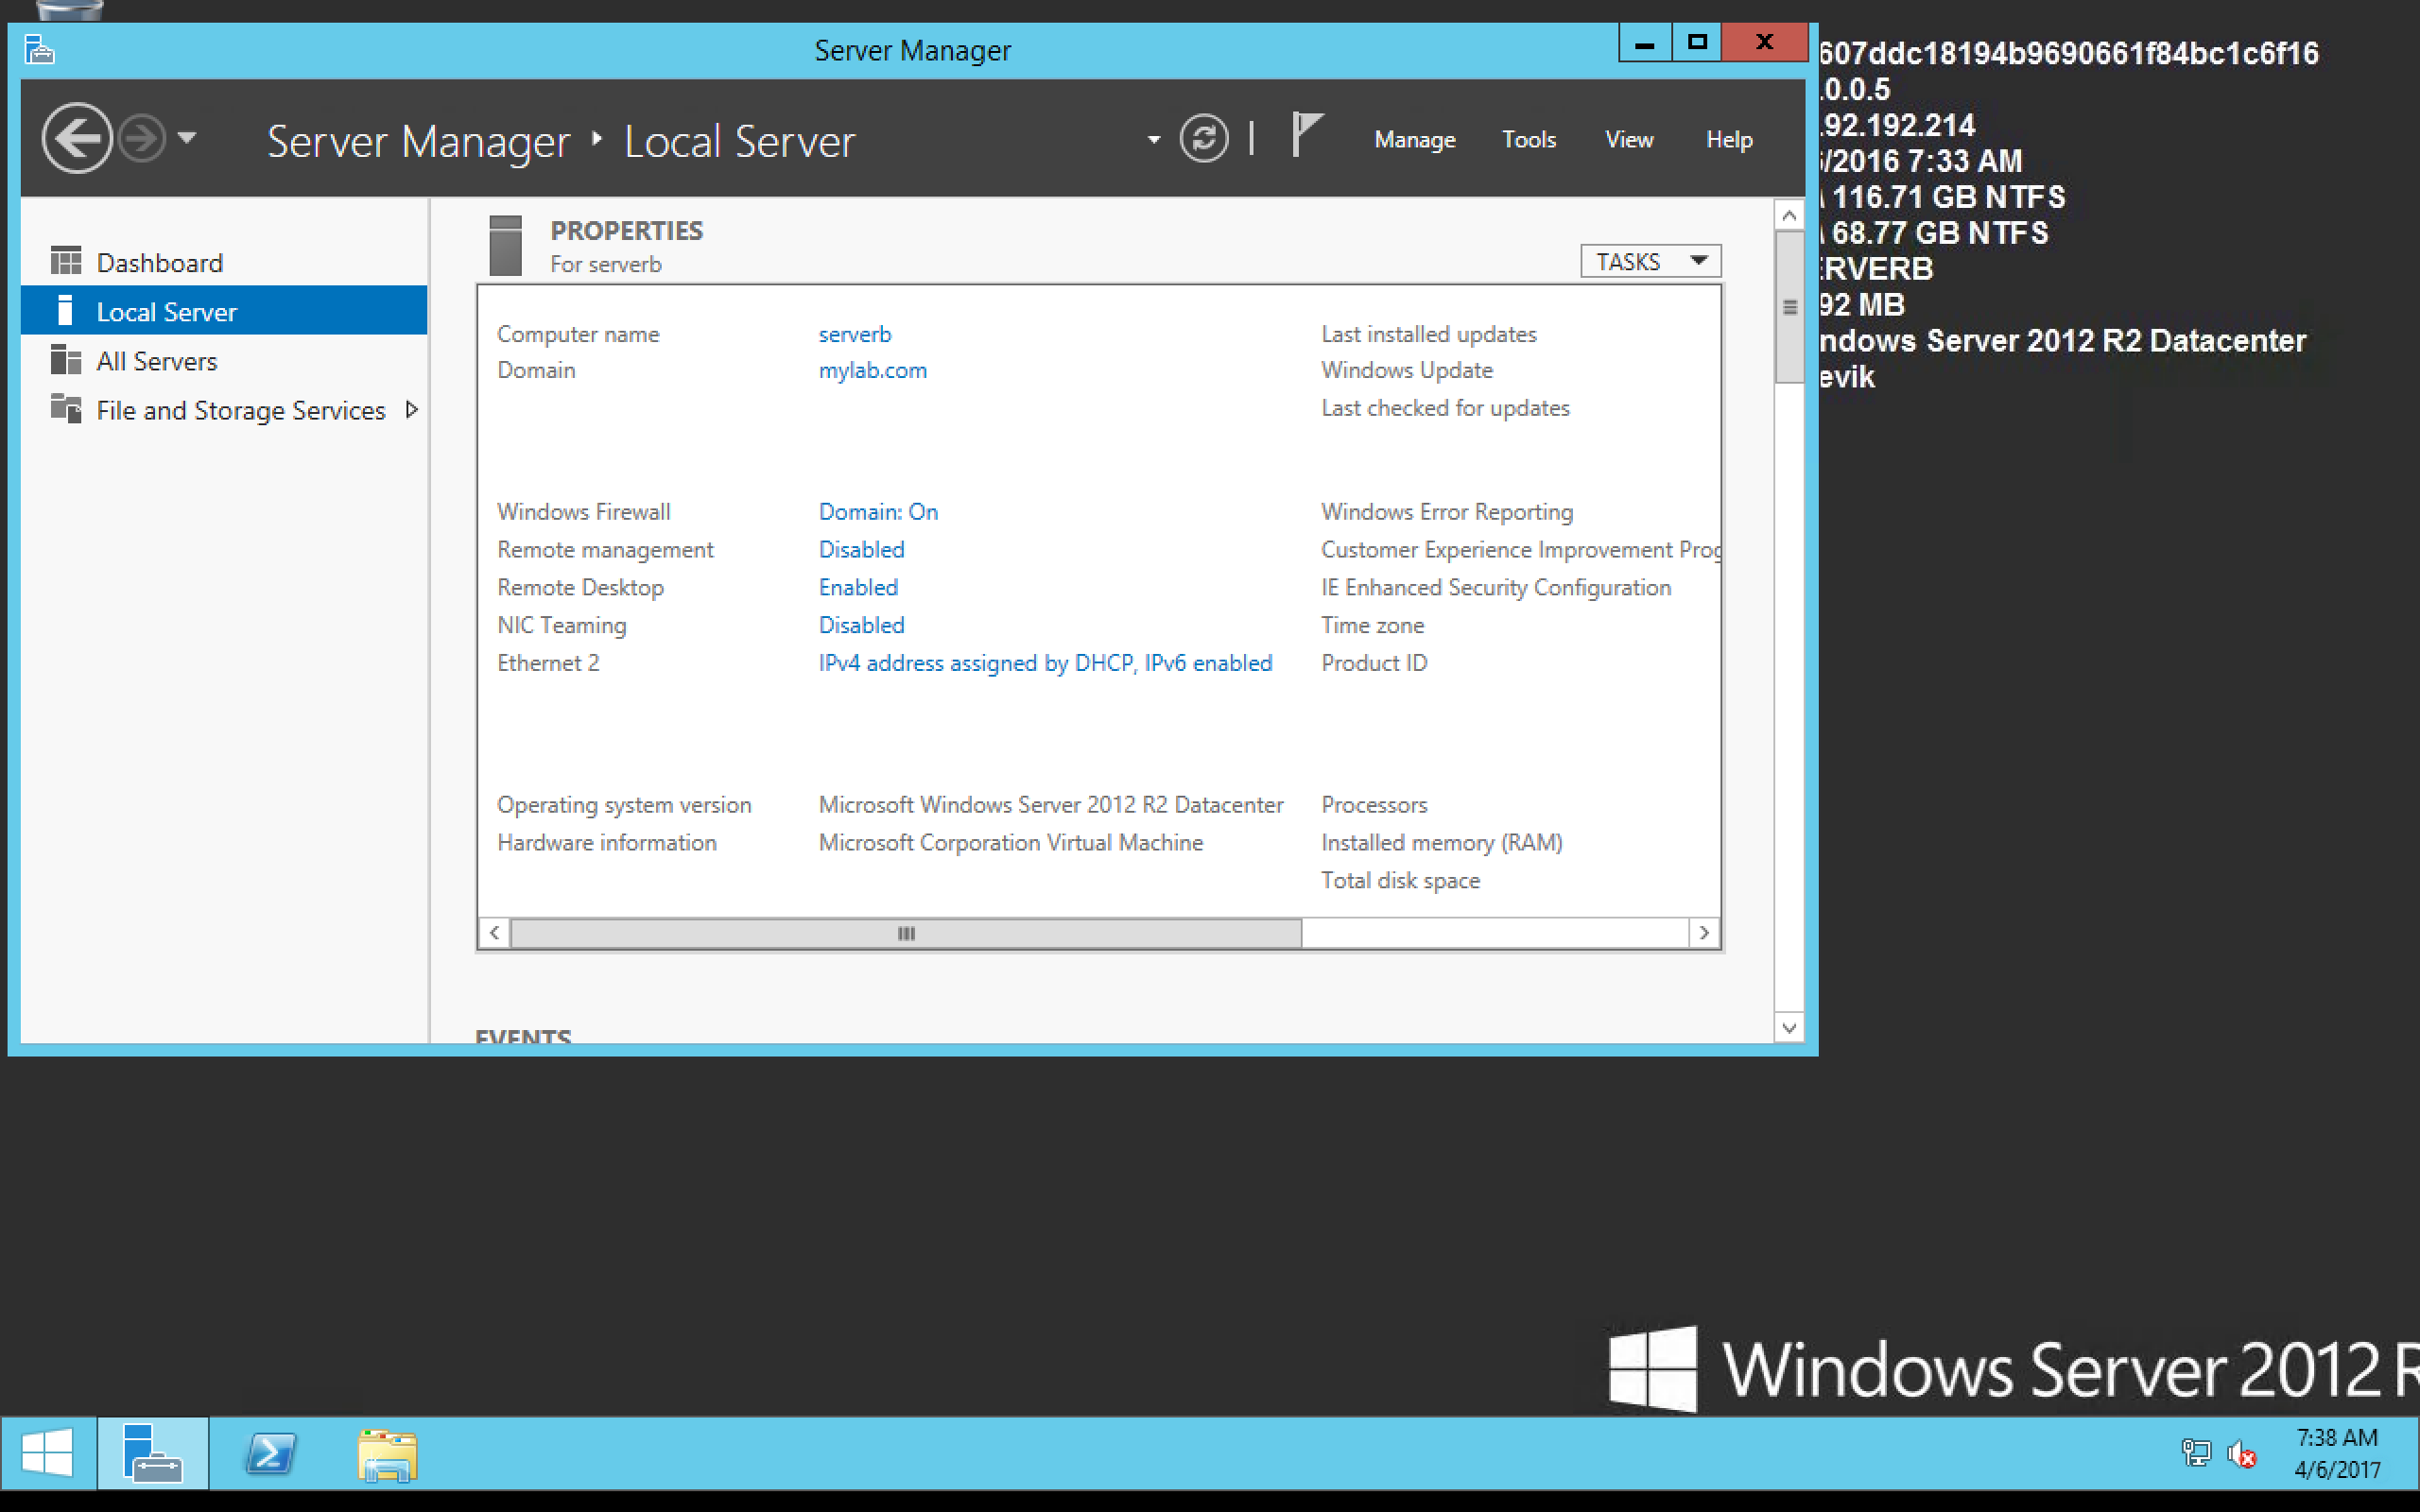 Server Manager
Server Manager Local Server
Manage Tools View Help
Dashboard
Local Server
All Servers
File and Storage Services
PROPERTIES
For serverb
TASKS
Computer name serverb Last installed updates
Domain mylab.com Windows Update
Last checked for updates
Windows Firewall Domain: On Windows Error Reporting
Remote management Disabled Customer Experience Improvement Prog
Remote Desktop Enabled IE Enhanced Security Configuration
NIC Teaming Disabled Time zone
Ethernet 2 IPv4 address assigned by DHCP, IPv6 enabled Product ID
Operating system version Microsoft Windows Server 2012 R2 Datacenter Processors
Hardware information Microsoft Corporation Virtual Machine Installed memory (RAM)
Total disk space
EVENTS
607ddc18194b9690661f84bc1c6f16
.0.0.5
.92.192.214
/2016 7:33 AM
116.71 GB NTFS
68.77 GB NTFS
ERVERB
92 MB
ndows Server 2012 R2 Datacenter
evik
Windows Server 2012 R
7:38 AM
4/6/2017